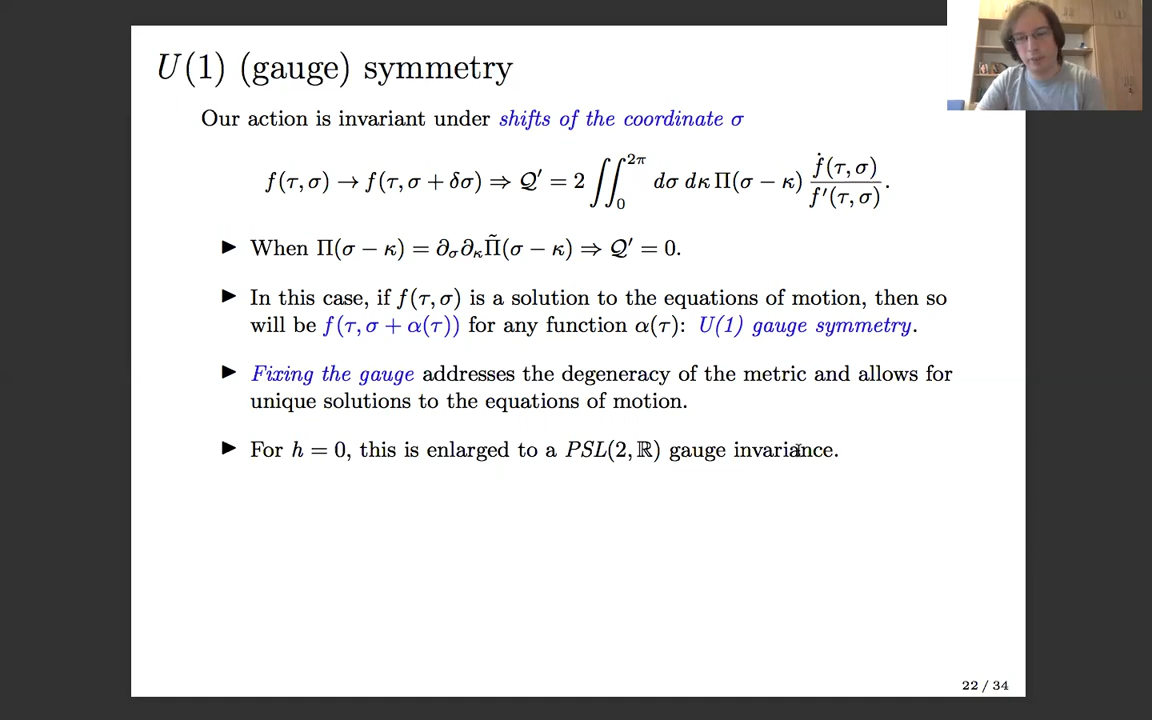 U(1) (gauge) symmetry
Our action is invariant under shifts of the coordinate σ
f(τ, σ) → f(τ, σ + δσ) ⇒ 𝒬′ = 2 ∬₀^{2π} dσ dκ Π(σ − κ) ḟ(τ, σ) / f′(τ, σ) .
▶ When Π(σ − κ) = ∂_σ∂_κ Π̃(σ − κ) ⇒ 𝒬′ = 0.
▶ In this case, if f(τ, σ) is a solution to the equations of motion, then so
will be f(τ, σ + α(τ)) for any function α(τ): U(1) gauge symmetry.
▶ Fixing the gauge addresses the degeneracy of the metric and allows for
unique solutions to the equations of motion.
▶ For h = 0, this is enlarged to a PSL(2, ℝ) gauge invariance.
22 / 34